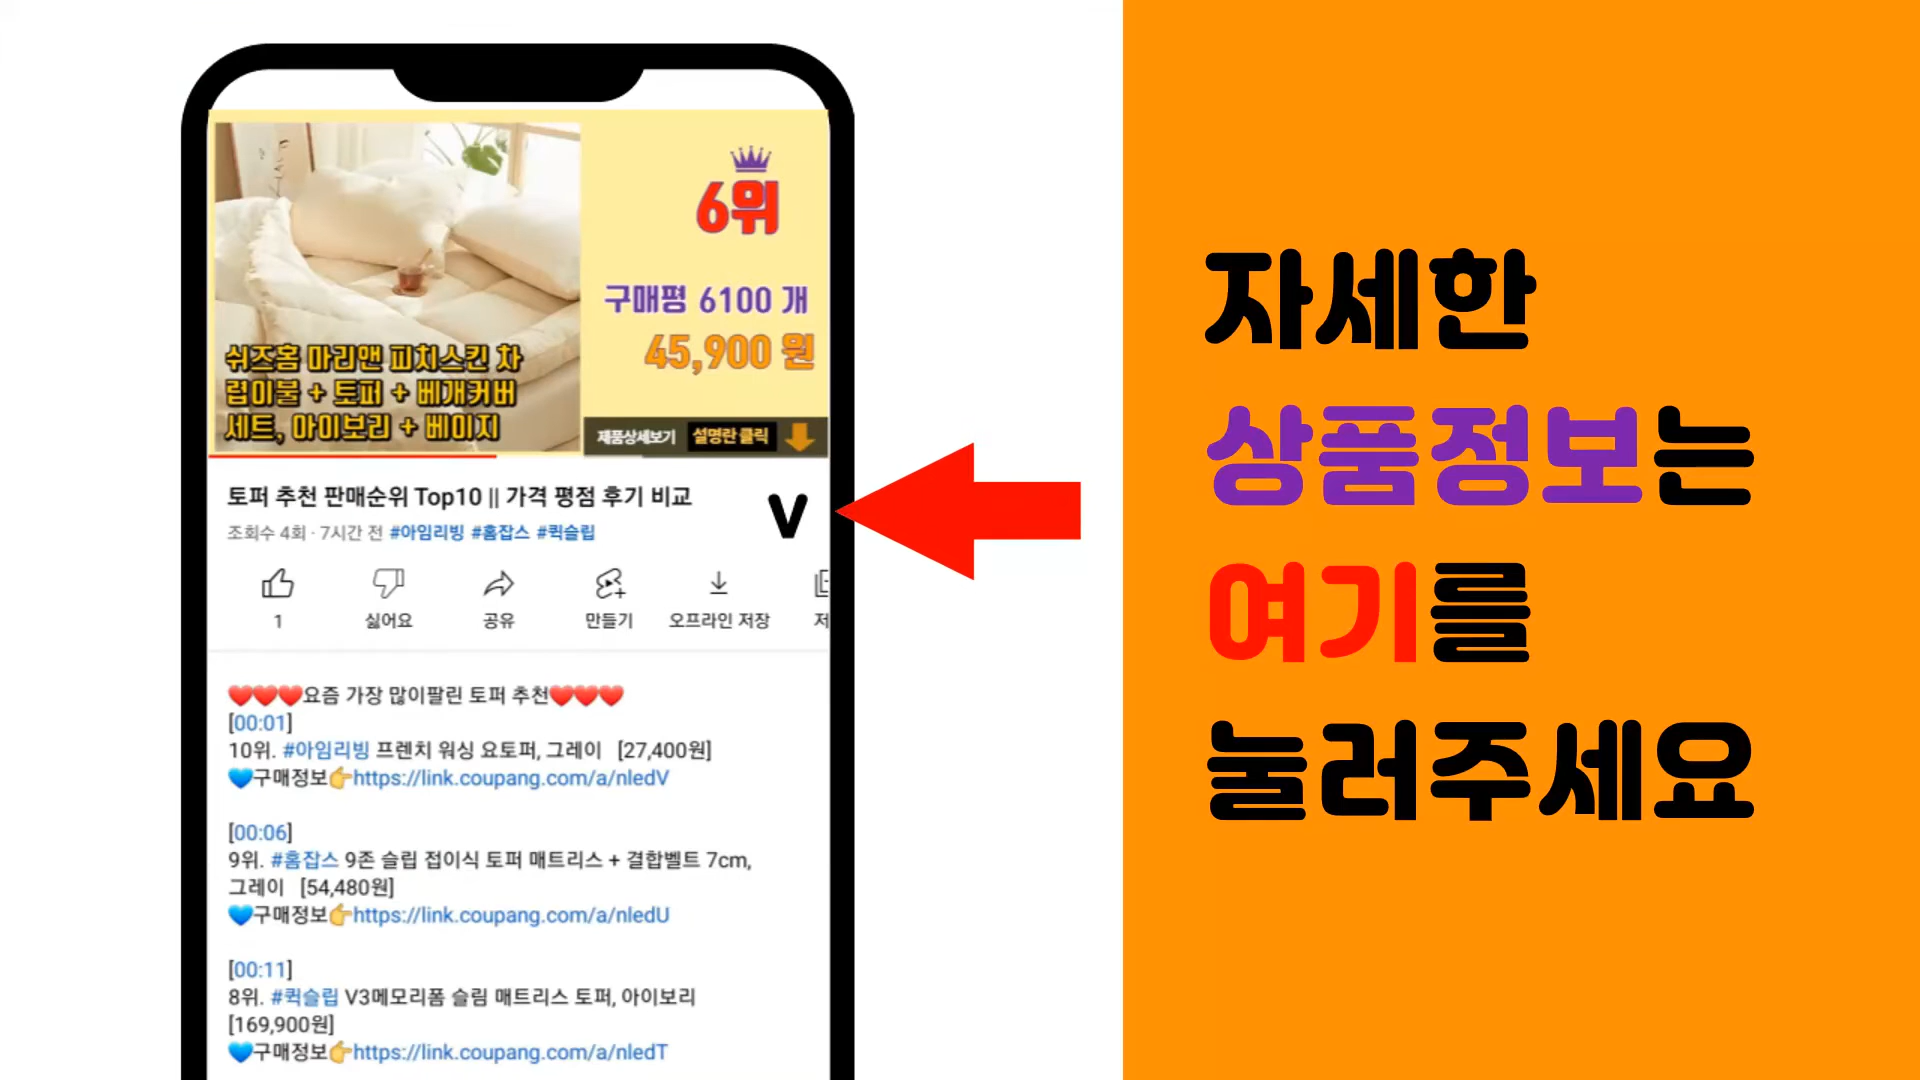 6위
구매평 6100 개
45,900 원
쉬즈홈 마리앤 피치스킨 차
렵이불 + 토퍼 + 베개커버
세트, 아이보리 + 베이지
제품상세보기 설명란 클릭
토퍼 추천 판매순위 Top10 || 가격 평점 후기 비교
V
조회수 4회 · 7시간 전 #아임리빙 #홈잡스 #퀵슬립
1 싫어요 공유 만들기 오프라인 저장 저
❤❤❤요즘 가장 많이팔린 토퍼 추천❤❤❤
[00:01]
10위. #아임리빙 프렌치 워싱 요토퍼, 그레이 [27,400원]
💙구매정보👉https://link.coupang.com/a/nledV
[00:06]
9위. #홈잡스 9존 슬립 접이식 토퍼 매트리스 + 결합벨트 7cm,
그레이 [54,480원]
💙구매정보👉https://link.coupang.com/a/nledU
[00:11]
8위. #퀵슬립 V3메모리폼 슬림 매트리스 토퍼, 아이보리
[169,900원]
💙구매정보👉https://link.coupang.com/a/nledT
자세한
상품정보는
여기를
눌러주세요